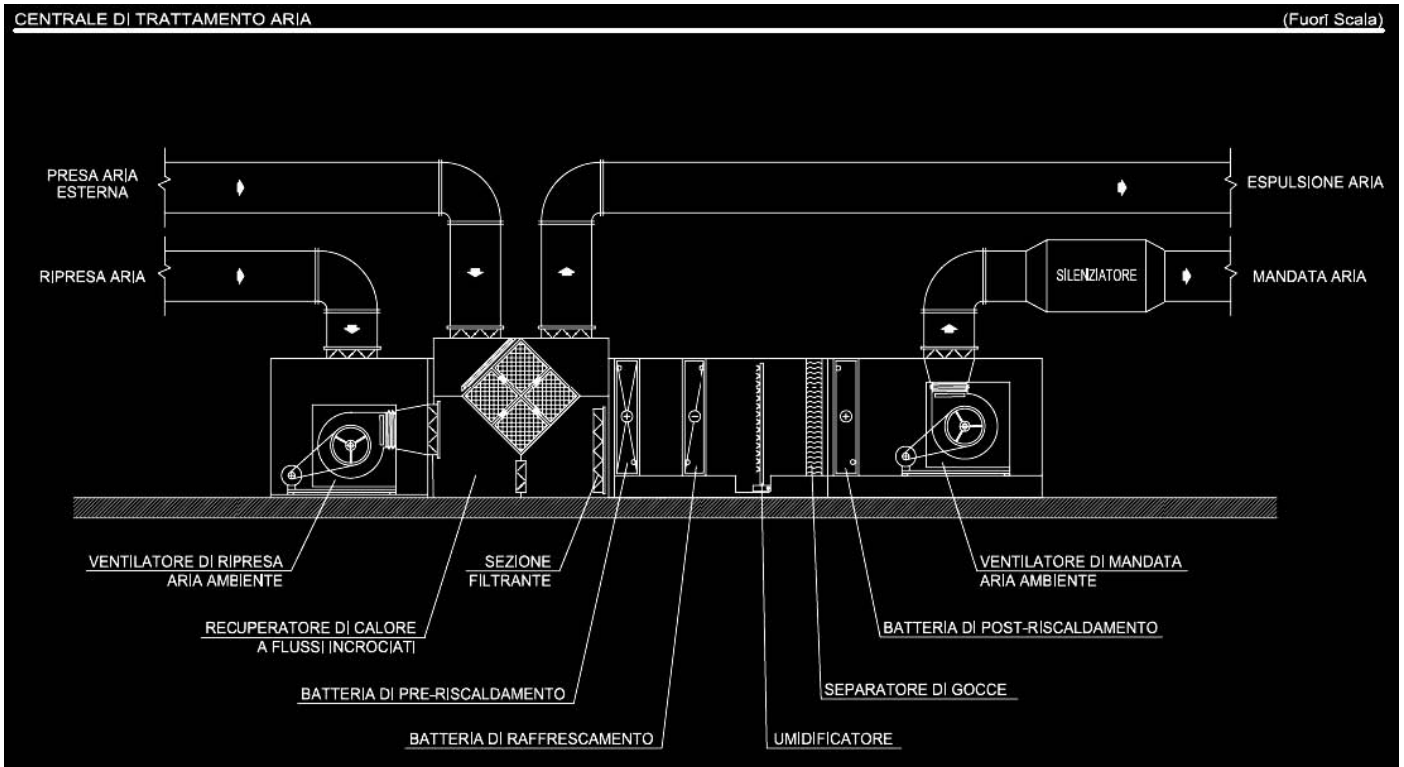 CENTRALE DI TRATTAMENTO ARIA
(Fuori Scala)
PRESA ARIA
ESTERNA
ESPULSIONE ARIA
RIPRESA ARIA
SILENZIATORE
MANDATA ARIA
VENTILATORE DI RIPRESA
ARIA AMBIENTE
SEZIONE
FILTRANTE
VENTILATORE DI MANDATA
ARIA AMBIENTE
RECUPERATORE DI CALORE
A FLUSSI INCROCIATI
BATTERIA DI POST-RISCALDAMENTO
BATTERIA DI PRE-RISCALDAMENTO
SEPARATORE DI GOCCE
BATTERIA DI RAFFRESCAMENTO
UMIDIFICATORE